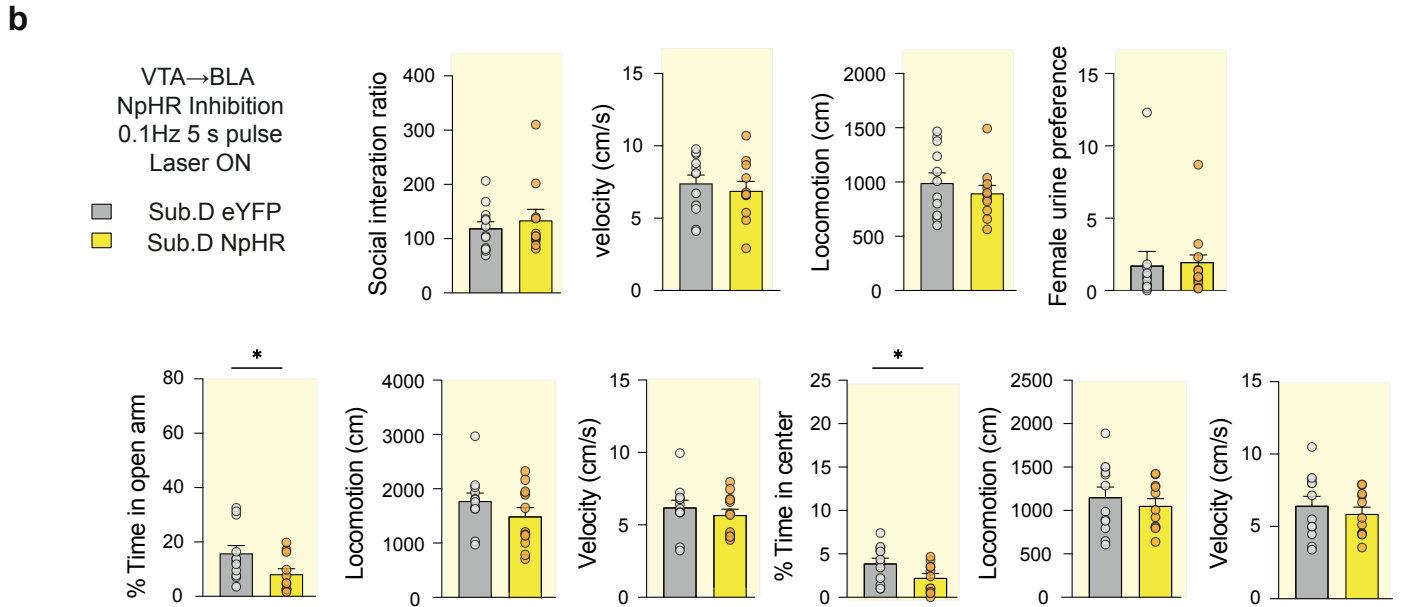 b
VTA→BLA
NpHR Inhibition
0.1Hz 5 s pulse
Laser ON
Sub.D eYFP
Sub.D NpHR
Social interation ratio
400
300
200
100
0
velocity (cm/s)
15
10
5
0
Locomotion (cm)
2000
1500
1000
500
0
Female urine preference
15
10
5
0
% Time in open arm
80
60
40
20
0
*
Locomotion (cm)
4000
3000
2000
1000
0
Velocity (cm/s)
15
10
5
0
% Time in center
25
20
15
10
5
0
*
Locomotion (cm)
2500
2000
1500
1000
500
0
Velocity (cm/s)
15
10
5
0